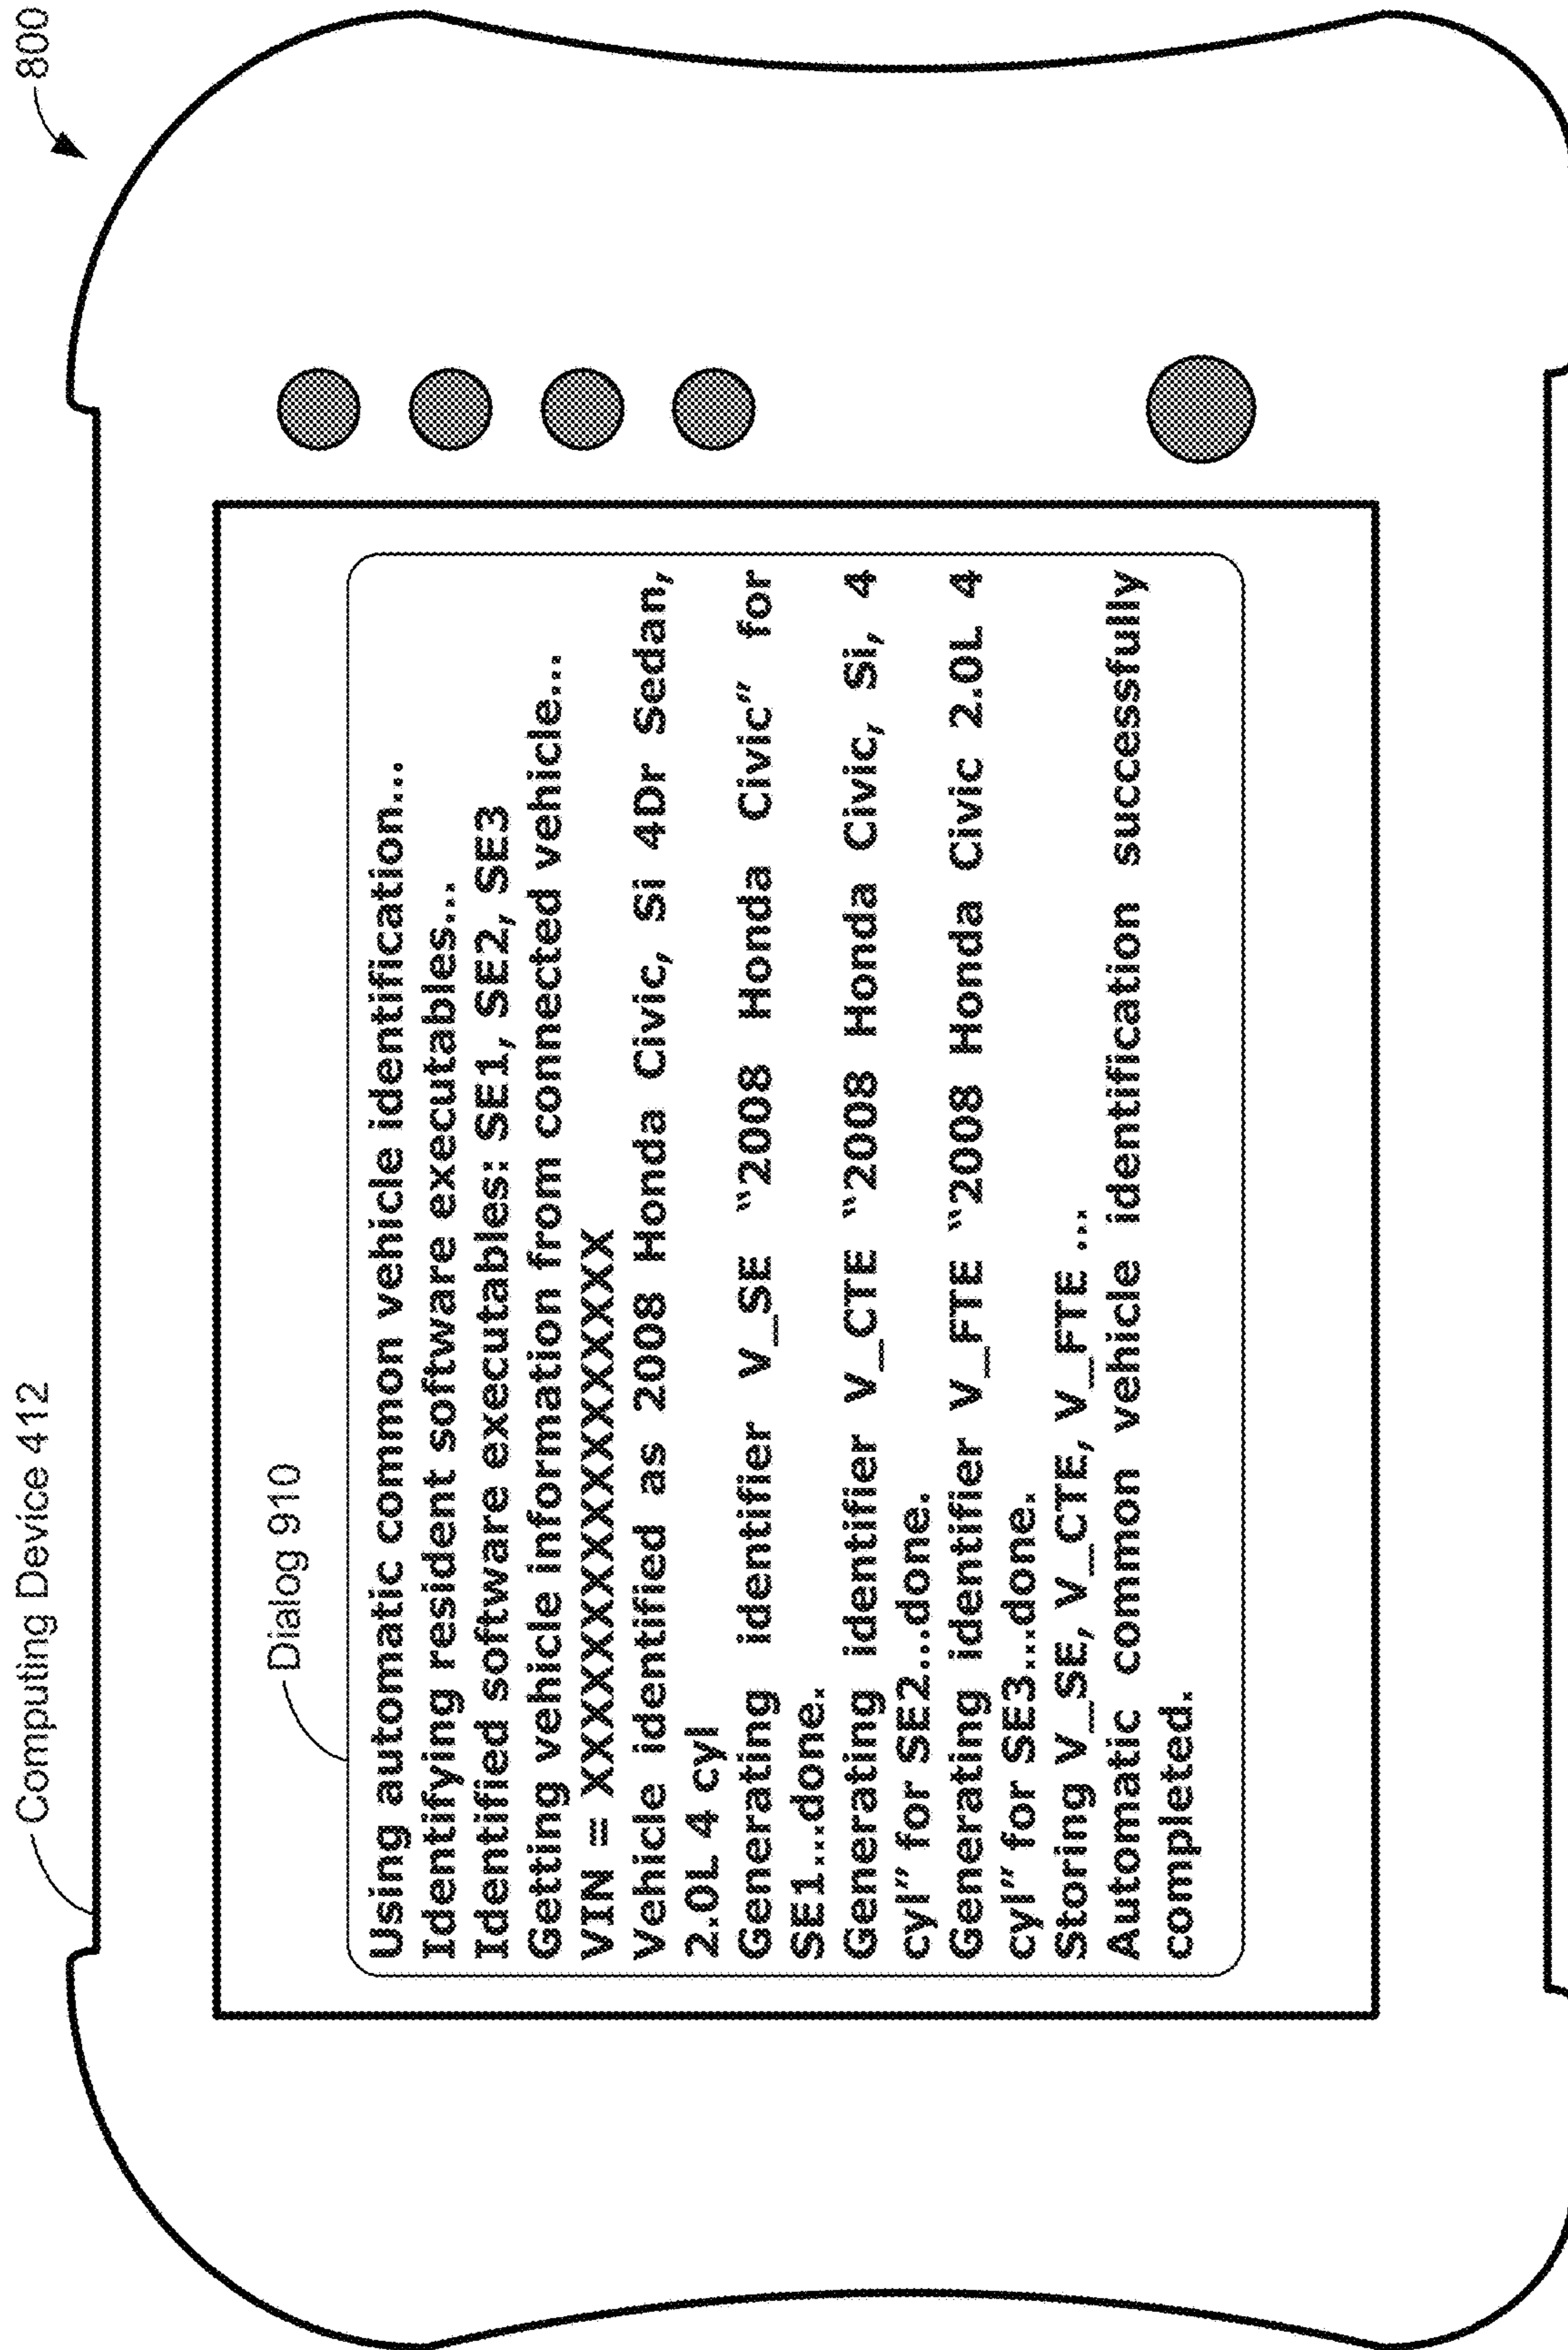 800
Computing Device 412
Dialog 910
Using automatic common vehicle identification...
Identifying resident software executables...
Identified software executables: SE1, SE2, SE3
Getting vehicle information from connected vehicle...
VIN = XXXXXXXXXXXXXXXXX
Vehicle identified as 2008 Honda Civic, Si 4Dr Sedan,
2.0L 4 cyl
Generating identifier V_SE “2008 Honda Civic” for
SE1...done.
Generating identifier V_CTE “2008 Honda Civic, Si, 4
cyl” for SE2...done.
Generating identifier V_FTE “2008 Honda Civic 2.0L 4
cyl” for SE3...done.
Storing V_SE, V_CTE, V_FTE ...
Automatic common vehicle identification successfully
completed.